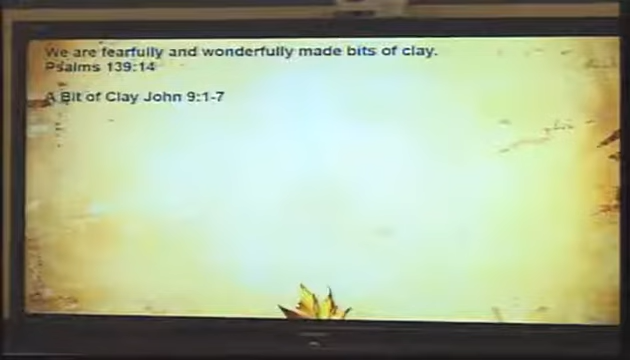 We are fearfully and wonderfully made bits of clay.
Psalms 139:14
A Bit of Clay John 9:1-7